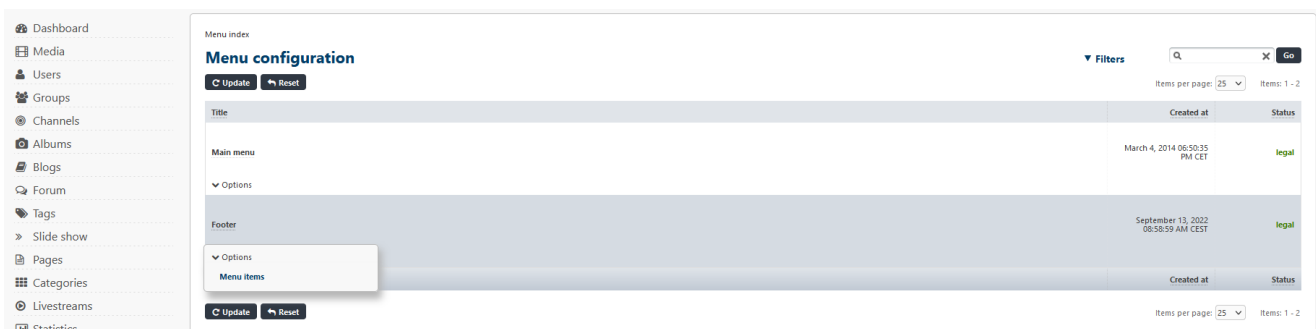 Dashboard
Media
Users
Groups
Channels
Albums
Blogs
Forum
Tags
Slide show
Pages
Categories
Livestreams
Statistics
Menu index
Menu configuration
Filters
Go
Update Reset
Items per page: 25 Items: 1 - 2
Title Created at Status
Main menu March 4, 2014 06:50:35 PM CET legal
Options
Footer September 13, 2022 08:58:59 AM CEST legal
Options
Menu items
Created at Status
Update Reset
Items per page: 25 Items: 1 - 2